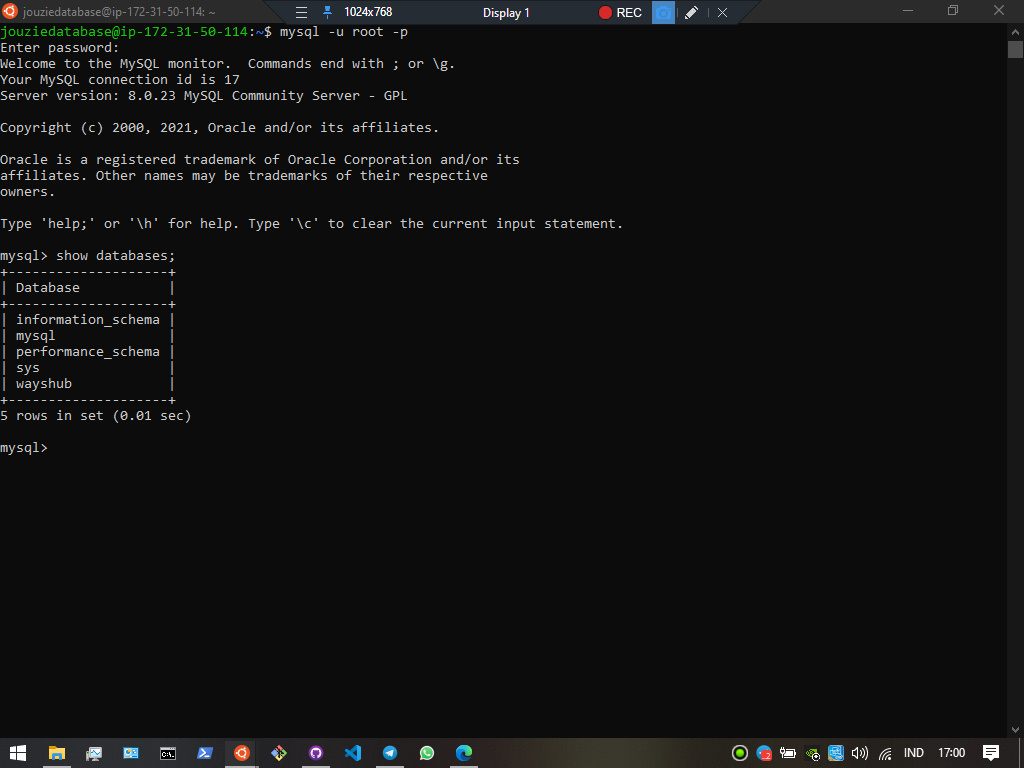 jouziedatabase@ip-172-31-50-114: ~
1024x768
Display 1
REC
jouziedatabase@ip-172-31-50-114:~$ mysql -u root -p
Enter password:
Welcome to the MySQL monitor.  Commands end with ; or \g.
Your MySQL connection id is 17
Server version: 8.0.23 MySQL Community Server - GPL
Copyright (c) 2000, 2021, Oracle and/or its affiliates.
Oracle is a registered trademark of Oracle Corporation and/or its
affiliates. Other names may be trademarks of their respective
owners.
Type 'help;' or '\h' for help. Type '\c' to clear the current input statement.
mysql> show databases;
+--------------------+
| Database           |
+--------------------+
| information_schema |
| mysql              |
| performance_schema |
| sys                |
| wayshub            |
+--------------------+
5 rows in set (0.01 sec)
mysql>
IND
17:00